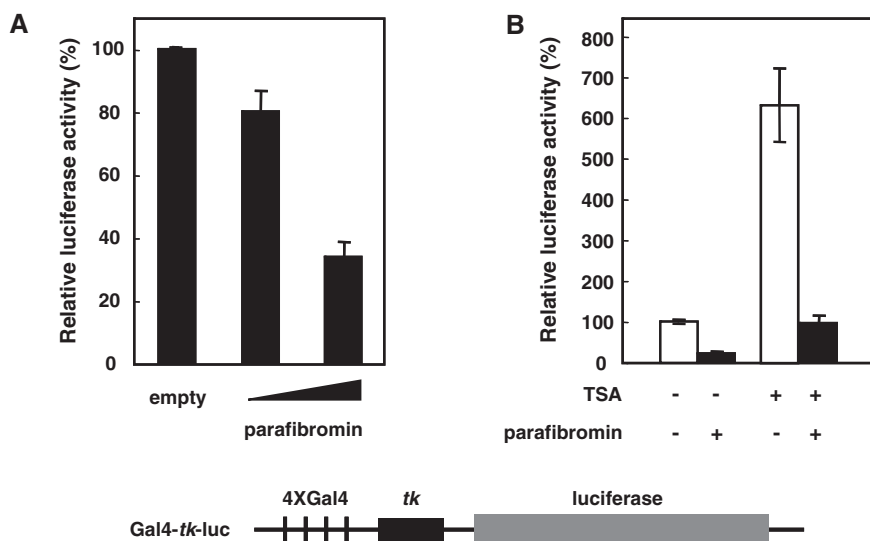 A
Relative luciferase activity (%)
100
80
60
40
20
0
empty
parafibromin
B
Relative luciferase activity (%)
800
700
600
500
400
300
200
100
0
TSA - - + +
parafibromin - + - +
4XGal4 tk luciferase
Gal4-tk-luc